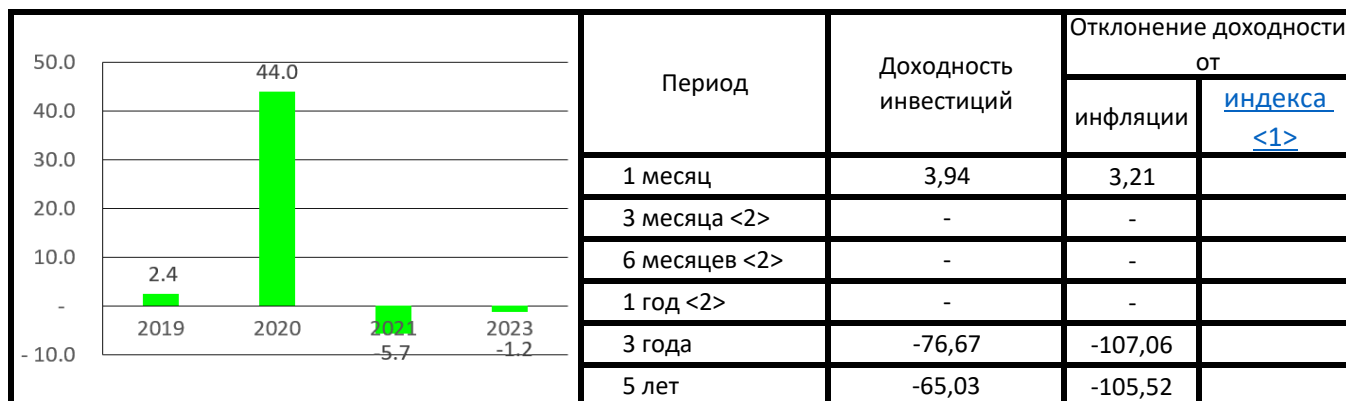 50.0
40.0
30.0
20.0
10.0
-
- 10.0
2.4
44.0
-5.7
-1.2
2019
2020
2021
2023
Период
Доходность
инвестиций
Отклонение доходности
от
инфляции
индекса
<1>
1 месяц 3,94 3,21
3 месяца <2> - -
6 месяцев <2> - -
1 год <2> - -
3 года -76,67 -107,06
5 лет -65,03 -105,52